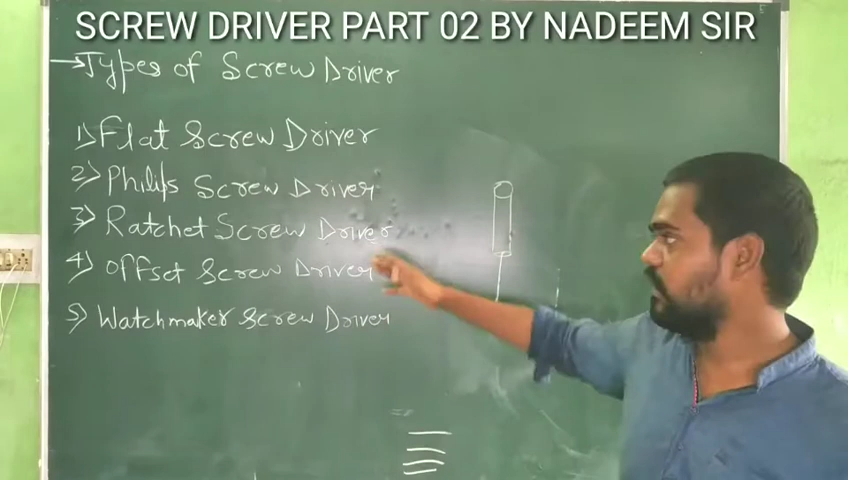 SCREW DRIVER PART 02 BY NADEEM SIR
→Types of Screw Driver
1) Flat Screw Driver
2) Philips Screw Driver
3) Ratchet Screw Driver
4) Offset Screw Driver
5) Watchmaker Screw Driver